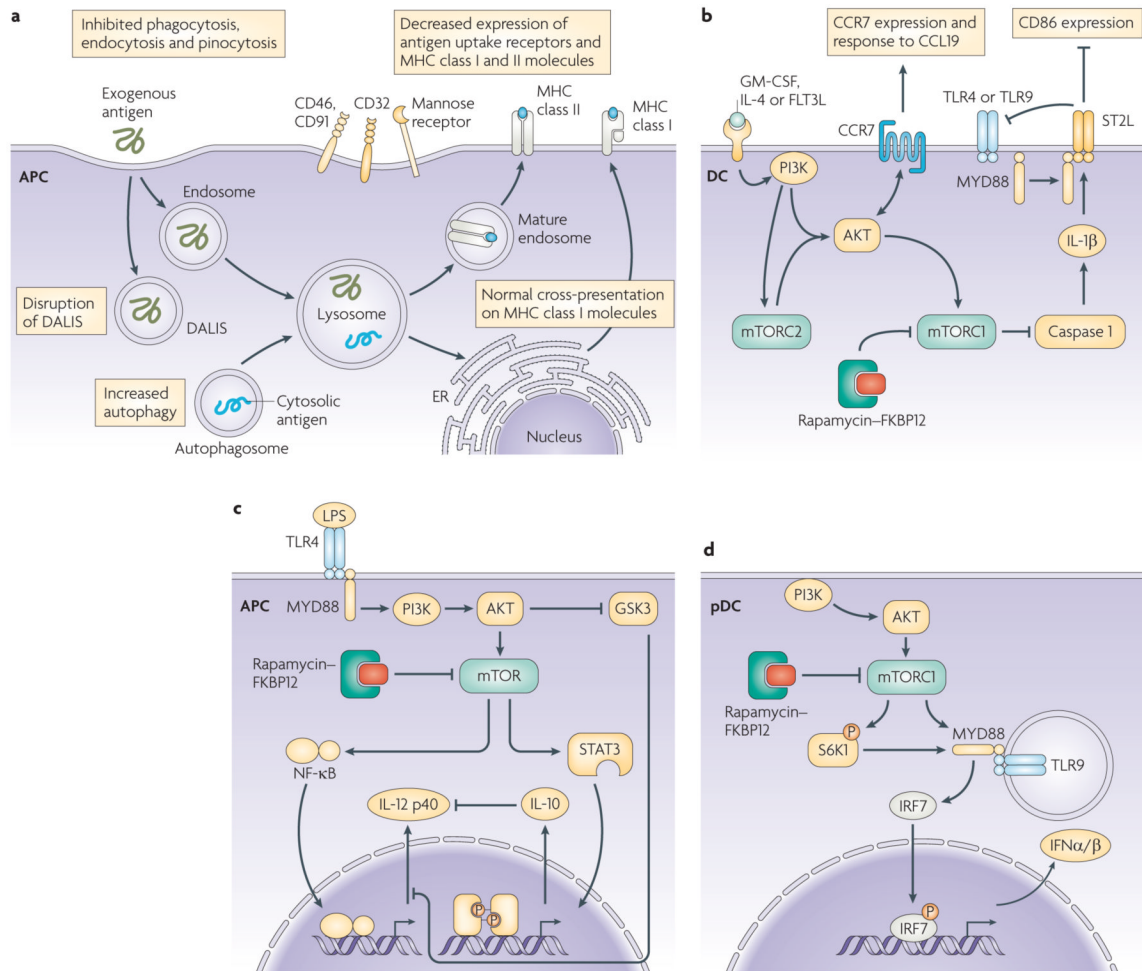 a
Inhibited phagocytosis,
endocytosis and pinocytosis
Decreased expression of
antigen uptake receptors and
MHC class I and II molecules
Exogenous
antigen
CD46,
CD91
CD32
Mannose
receptor
MHC
class II
MHC
class I
APC
Endosome
Mature
endosome
Disruption
of DALIS
DALIS
Lysosome
Normal cross-presentation
on MHC class I molecules
Increased
autophagy
Cytosolic
antigen
Autophagosome
ER
Nucleus
b
CCR7 expression and
response to CCL19
CD86 expression
GM-CSF,
IL-4 or FLT3L
CCR7
TLR4 or TLR9
ST2L
DC
PI3K
MYD88
AKT
IL-1β
mTORC2
mTORC1
Caspase 1
Rapamycin–FKBP12
c
LPS
TLR4
APC
MYD88
PI3K
AKT
GSK3
Rapamycin–
FKBP12
mTOR
NF-κB
STAT3
IL-12 p40
IL-10
P
P
d
pDC
PI3K
AKT
Rapamycin–
FKBP12
mTORC1
P
S6K1
MYD88
TLR9
IRF7
IFNα/β
P
IRF7